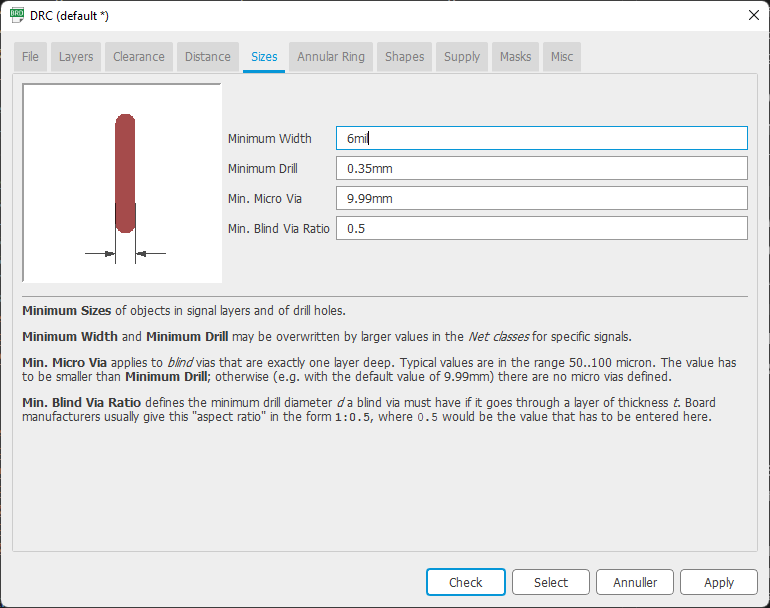 DRC (default *)
File Layers Clearance Distance Sizes Annular Ring Shapes Supply Masks Misc
Minimum Width 6mil
Minimum Drill 0.35mm
Min. Micro Via 9.99mm
Min. Blind Via Ratio 0.5
Minimum Sizes of objects in signal layers and of drill holes.
Minimum Width and Minimum Drill may be overwritten by larger values in the Net classes for specific signals.
Min. Micro Via applies to blind vias that are exactly one layer deep. Typical values are in the range 50..100 micron. The value has
to be smaller than Minimum Drill; otherwise (e.g. with the default value of 9.99mm) there are no micro vias defined.
Min. Blind Via Ratio defines the minimum drill diameter d a blind via must have if it goes through a layer of thickness t. Board
manufacturers usually give this "aspect ratio" in the form 1:0.5, where 0.5 would be the value that has to be entered here.
Check Select Annuller Apply